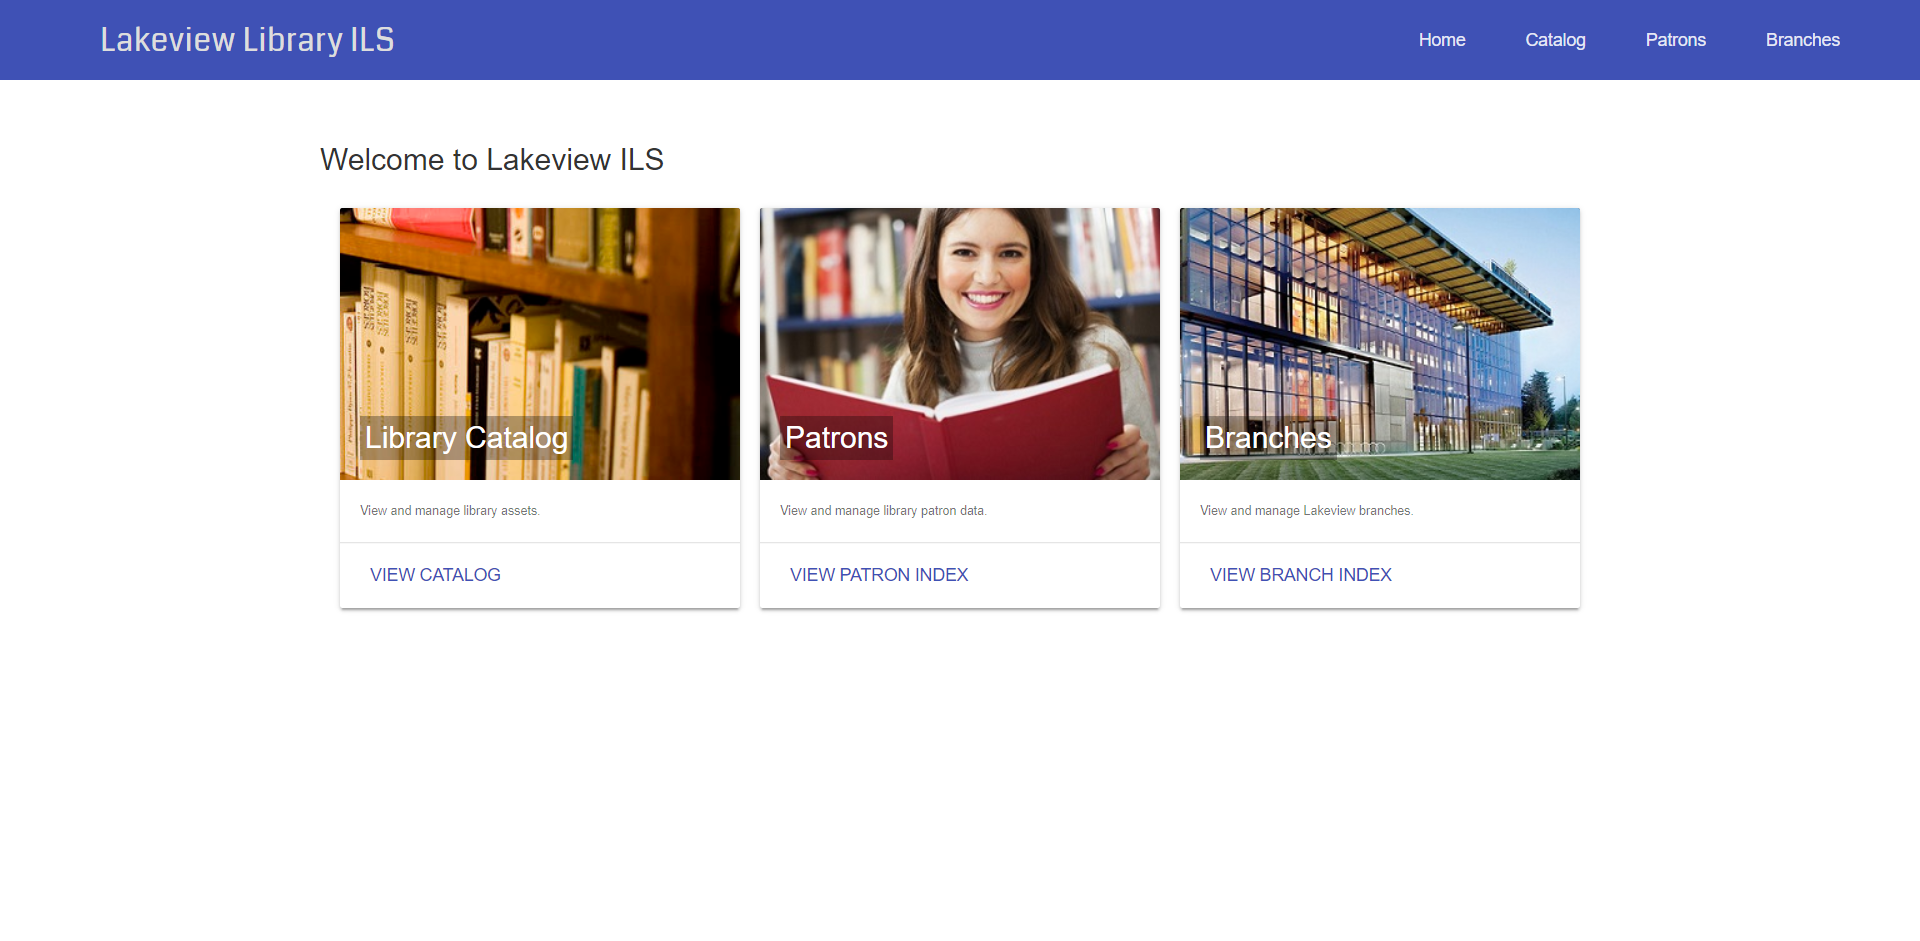 Lakeview Library ILS
Home
Catalog
Patrons
Branches
Welcome to Lakeview ILS
Library Catalog
Patrons
Branches
View and manage library assets.
View and manage library patron data.
View and manage Lakeview branches.
VIEW CATALOG
VIEW PATRON INDEX
VIEW BRANCH INDEX